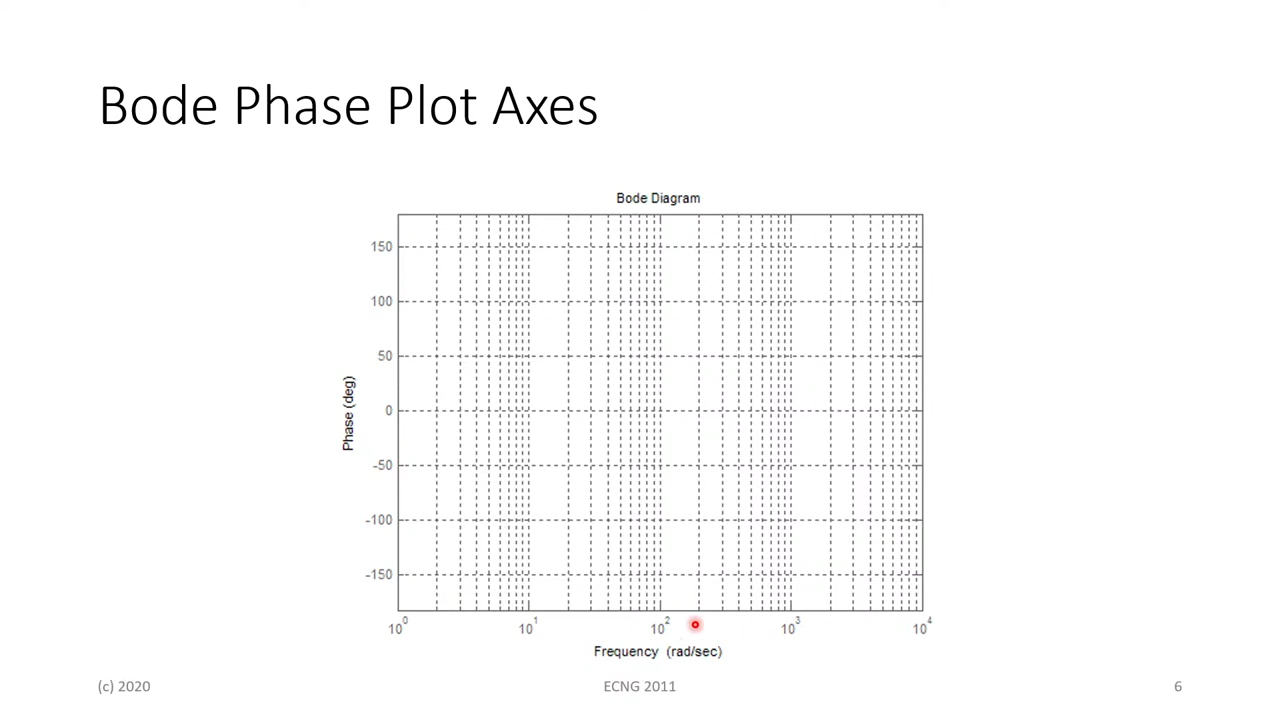 Bode Phase Plot Axes
Bode Diagram
150
100
50
0
-50
-100
-150
Phase (deg)
10^0 10^1 10^2 10^3 10^4
Frequency (rad/sec)
(c) 2020 ECNG 2011 6